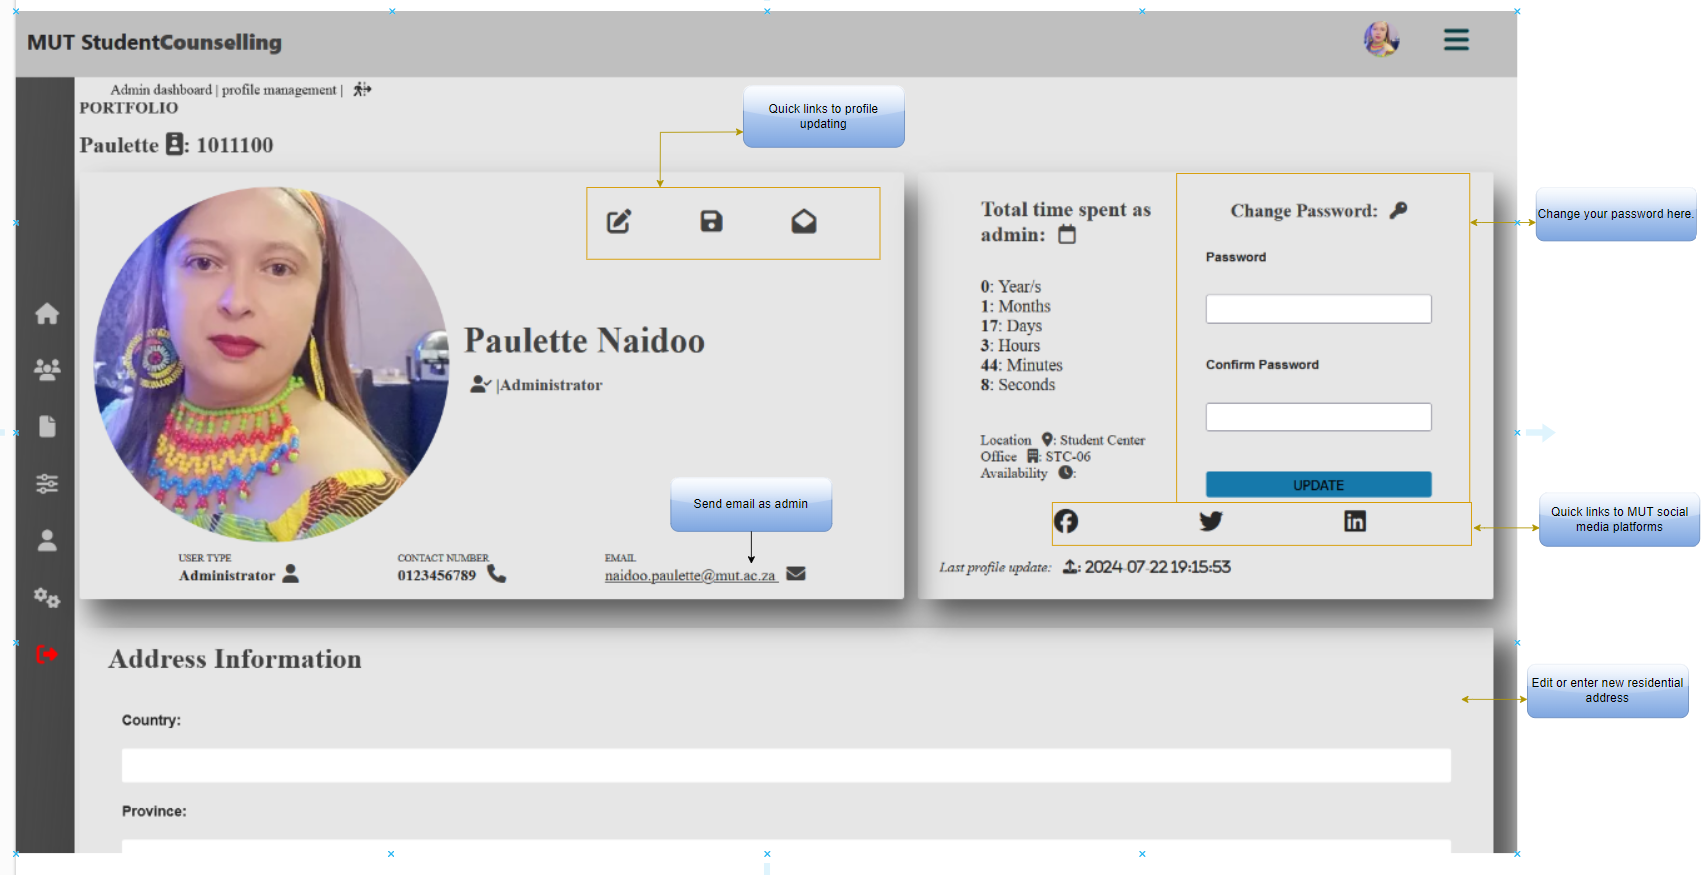 MUT StudentCounselling
Admin dashboard | profile management |
PORTFOLIO
Paulette : 1011100
Quick links to profile
updating
Paulette Naidoo
|Administrator
Send email as admin
USER TYPE
Administrator
CONTACT NUMBER
0123456789
EMAIL
naidoo.paulette@mut.ac.za
Total time spent as
admin:
0: Year/s
1: Months
17: Days
3: Hours
44: Minutes
8: Seconds
Location : Student Center
Office : STC-06
Availability :
Change Password:
Password
Confirm Password
UPDATE
Last profile update: : 2024-07-22 19:15:53
Change your password here.
Quick links to MUT social
media platforms
Edit or enter new residential
address
Address Information
Country:
Province: